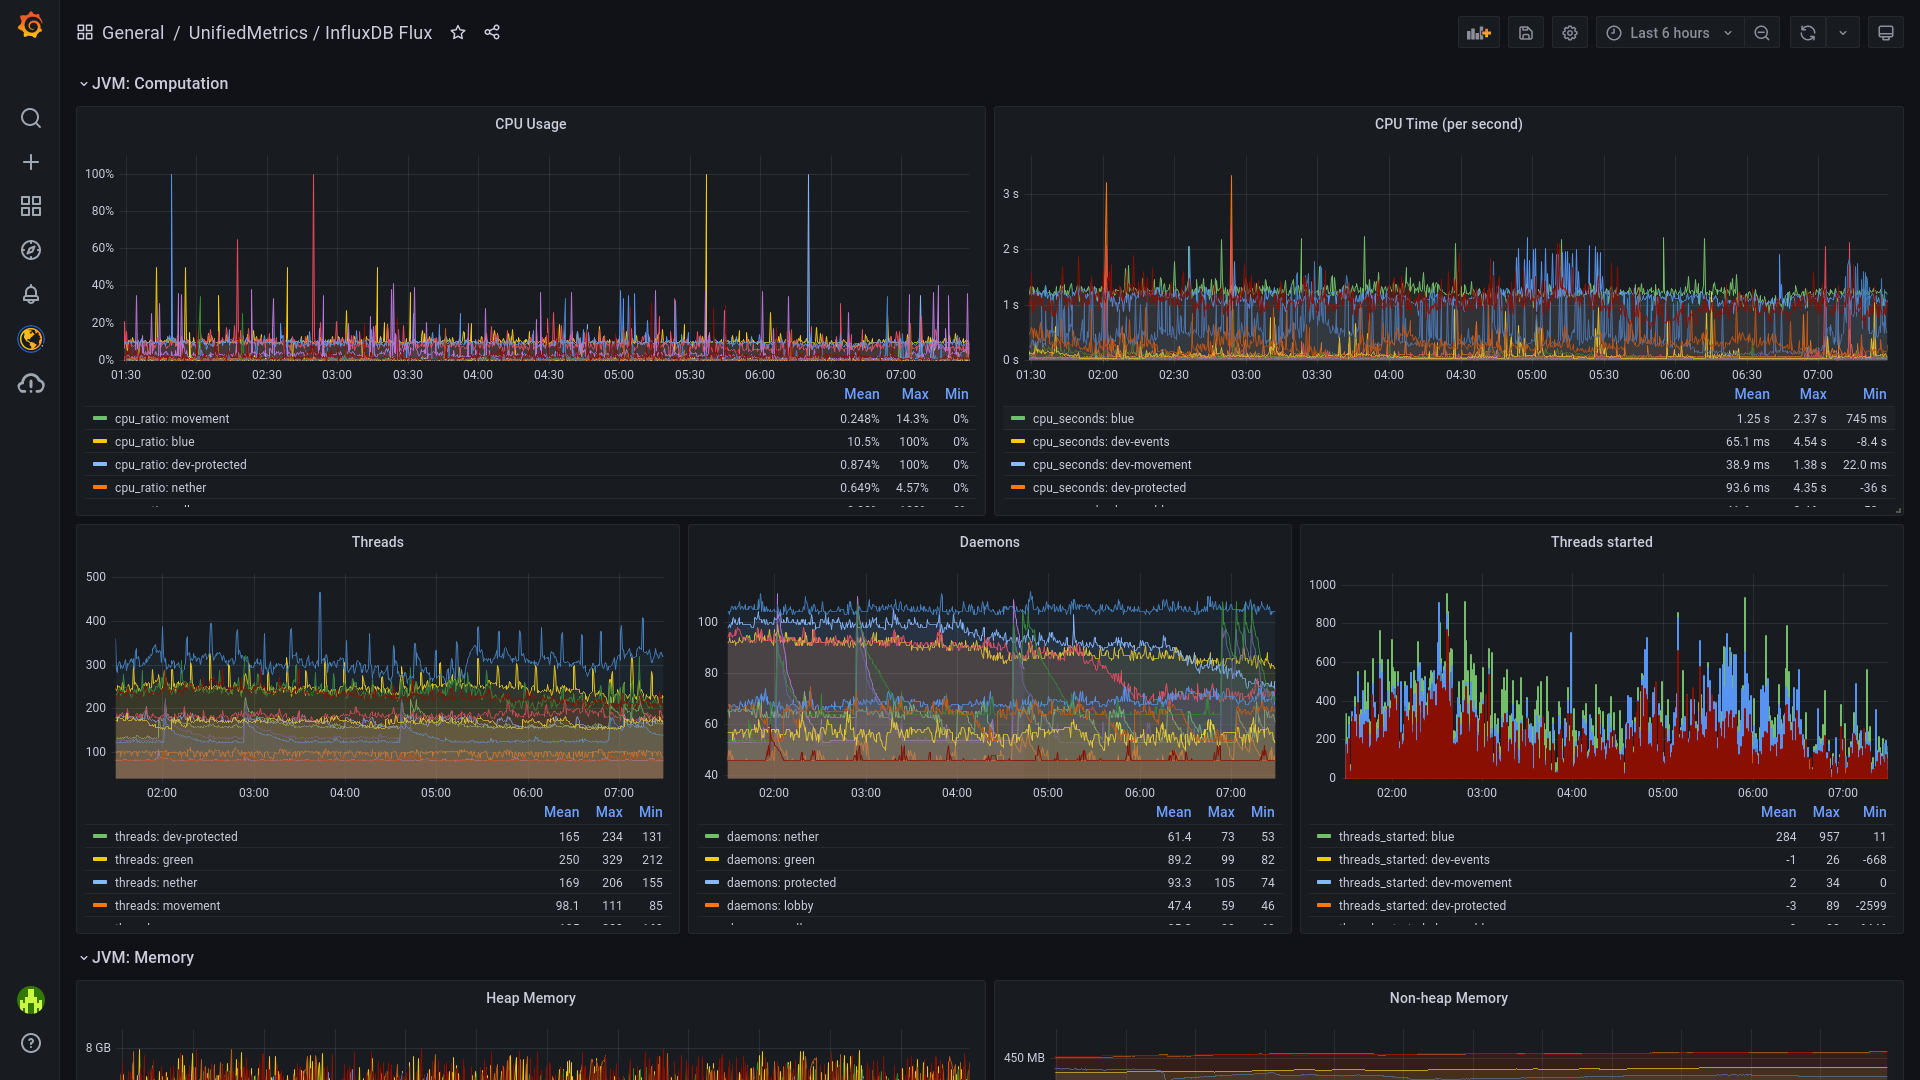 General / UnifiedMetrics / InfluxDB Flux
Last 6 hours
JVM: Computation
CPU Usage
100%
80%
60%
40%
20%
0%
01:30 02:00 02:30 03:00 03:30 04:00 04:30 05:00 05:30 06:00 06:30 07:00
Mean Max Min
cpu_ratio: movement 0.248% 14.3% 0%
cpu_ratio: blue 10.5% 100% 0%
cpu_ratio: dev-protected 0.874% 100% 0%
cpu_ratio: nether 0.649% 4.57% 0%
CPU Time (per second)
3 s
2 s
1 s
0 s
01:30 02:00 02:30 03:00 03:30 04:00 04:30 05:00 05:30 06:00 06:30 07:00
Mean Max Min
cpu_seconds: blue 1.25 s 2.37 s 745 ms
cpu_seconds: dev-events 65.1 ms 4.54 s -8.4 s
cpu_seconds: dev-movement 38.9 ms 1.38 s 22.0 ms
cpu_seconds: dev-protected 93.6 ms 4.35 s -36 s
Threads
500
400
300
200
100
02:00 03:00 04:00 05:00 06:00 07:00
Mean Max Min
threads: dev-protected 165 234 131
threads: green 250 329 212
threads: nether 169 206 155
threads: movement 98.1 111 85
Daemons
100
80
60
40
02:00 03:00 04:00 05:00 06:00 07:00
Mean Max Min
daemons: nether 61.4 73 53
daemons: green 89.2 99 82
daemons: protected 93.3 105 74
daemons: lobby 47.4 59 46
Threads started
1000
800
600
400
200
0
02:00 03:00 04:00 05:00 06:00 07:00
Mean Max Min
threads_started: blue 284 957 11
threads_started: dev-events -1 26 -668
threads_started: dev-movement 2 34 0
threads_started: dev-protected -3 89 -2599
JVM: Memory
Heap Memory
8 GB
Non-heap Memory
450 MB